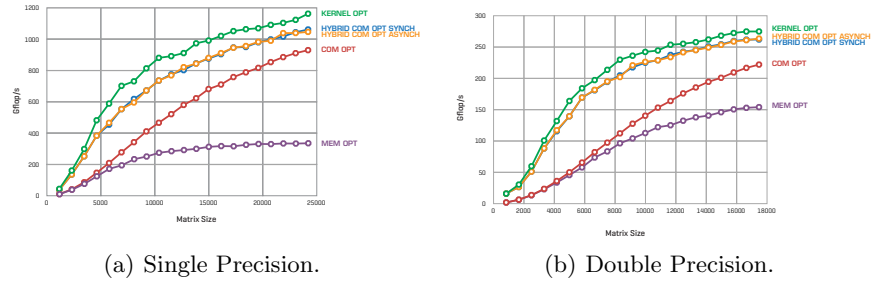 1200
1000
800
600
400
200
0
Gflop/s
0
5000
10000
15000
20000
25000
Matrix Size
KERNEL OPT
HYBRID COM OPT SYNCH
HYBRID COM OPT ASYNCH
COM OPT
MEM OPT
(a) Single Precision.
300
250
200
150
100
50
0
Gflop/s
0
2000
4000
6000
8000
10000
12000
14000
16000
18000
Matrix Size
KERNEL OPT
HYBRID COM OPT ASYNCH
HYBRID COM OPT SYNCH
COM OPT
MEM OPT
(b) Double Precision.